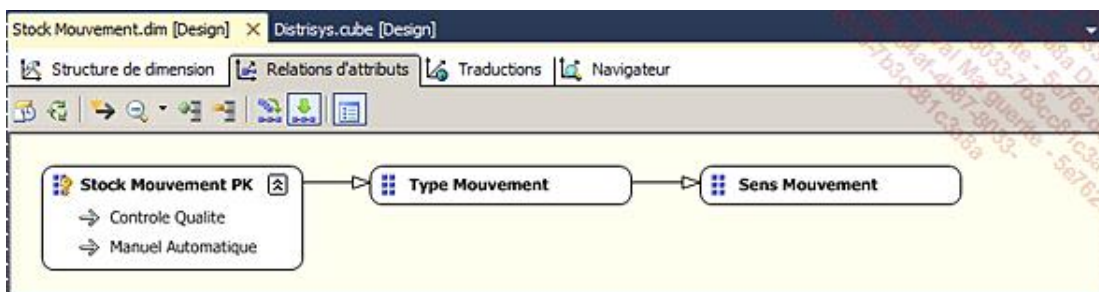 Stock Mouvement.dim [Design] Distrisys.cube [Design]
Structure de dimension Relations d'attributs Traductions Navigateur
Stock Mouvement PK Type Mouvement Sens Mouvement
Controle Qualite
Manuel Automatique